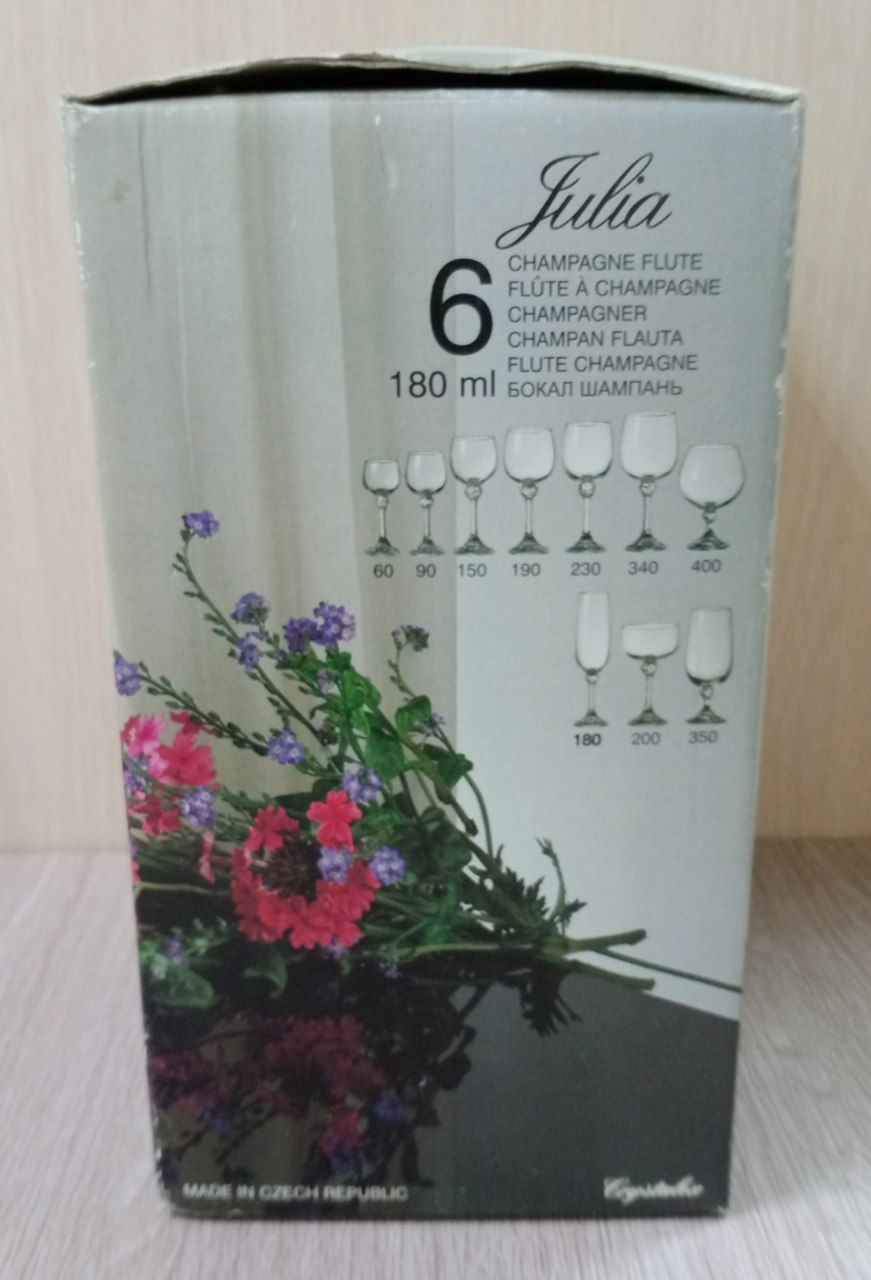 Julia
6
CHAMPAGNE FLUTE
FLÛTE À CHAMPAGNE
CHAMPAGNER
CHAMPAN FLAUTA
FLUTE CHAMPAGNE
180 ml БОКАЛ ШАМПАНЬ
60 90 150 190 230 340 400
180 200 350
MADE IN CZECH REPUBLIC
Crystalex